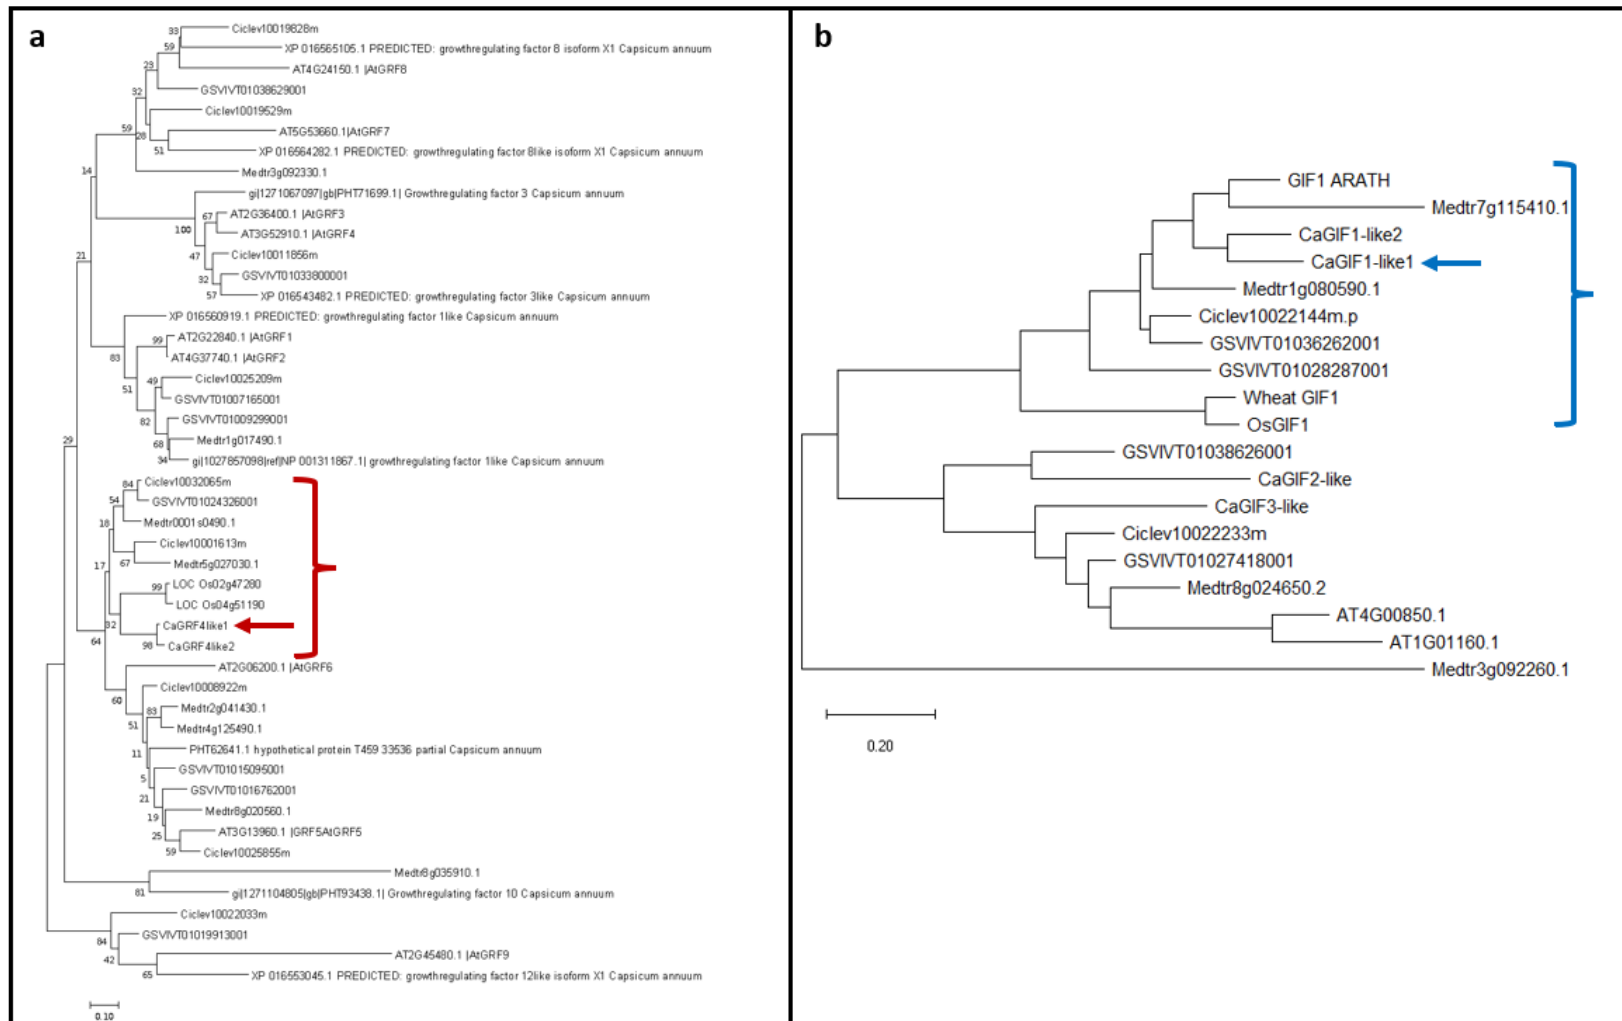 a
33
Ciclev10019828m
59
XP 016565105.1 PREDICTED: growthregulating factor 8 isoform X1 Capsicum annuum
23
AT4G24150.1 |AtGRF8
32
GSVIVT01038629001
Ciclev10019529m
59
28
AT5G53660.1|AtGRF7
51
XP 016564282.1 PREDICTED: growthregulating factor 8like isoform X1 Capsicum annuum
14
Medtr3g092330.1
gi|1271067097|gb|PHT71699.1| Growthregulating factor 3 Capsicum annuum
67
AT2G36400.1 |AtGRF3
100
AT3G52910.1 |AtGRF4
47
Ciclev10011856m
21
32
GSVIVT01033800001
57
XP 016543482.1 PREDICTED: growthregulating factor 3like Capsicum annuum
XP 016560919.1 PREDICTED: growthregulating factor 1like Capsicum annuum
99
AT2G22840.1 |AtGRF1
83
AT4G37740.1 |AtGRF2
51
49
Ciclev10025209m
GSVIVT01007165001
82
GSVIVT01009299001
29
68
Medtr1g017490.1
34
gi|1027857098|ref|NP 001311867.1| growthregulating factor 1like Capsicum annuum
84
Ciclev10032065m
54
GSVIVT01024326001
18
Medtr0001s0490.1
Ciclev10001613m
17
67
Medtr5g027030.1
99
LOC Os02g47280
LOC Os04g51190
32
CaGRF4like1
64
98
CaGRF4like2
AT2G06200.1 |AtGRF6
60
Ciclev10008922m
51
83
Medtr2g041430.1
Medtr4g125490.1
11
PHT62641.1 hypothetical protein T459 33536 partial Capsicum annuum
5
GSVIVT01015095001
21
GSVIVT01016762001
19
Medtr8g020560.1
25
AT3G13960.1 |GRF5AtGRF5
59
Ciclev10025855m
Medtr8g035910.1
81
gi|1271104805|gb|PHT93438.1| Growthregulating factor 10 Capsicum annuum
Ciclev10022033m
84
GSVIVT01019913001
42
AT2G45480.1 |AtGRF9
65
XP 016553045.1 PREDICTED: growthregulating factor 12like isoform X1 Capsicum annuum
0.10
b
GIF1 ARATH
Medtr7g115410.1
CaGIF1-like2
CaGIF1-like1
Medtr1g080590.1
Ciclev10022144m.p
GSVIVT01036262001
GSVIVT01028287001
Wheat GIF1
OsGIF1
GSVIVT01038626001
CaGIF2-like
CaGIF3-like
Ciclev10022233m
GSVIVT01027418001
Medtr8g024650.2
AT4G00850.1
AT1G01160.1
Medtr3g092260.1
0.20